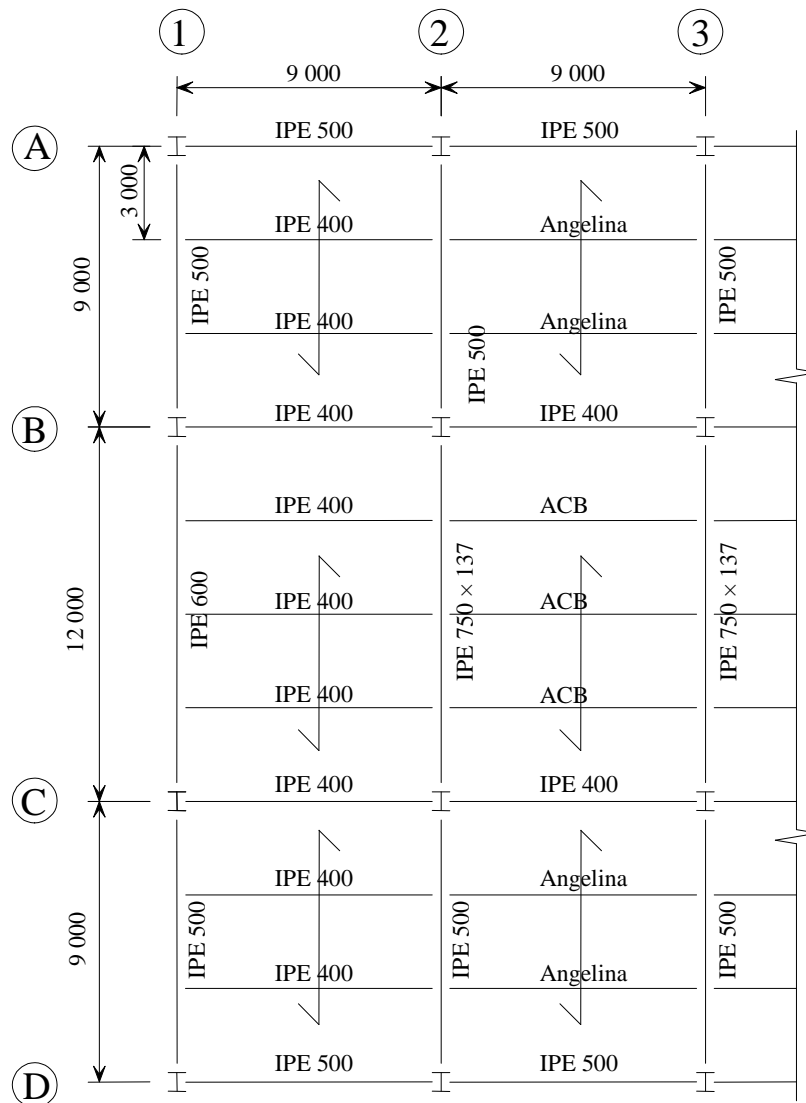 1 2 3
9 000 9 000
A
IPE 500 IPE 500
3 000
IPE 400 Angelina
9 000
IPE 500 IPE 500
IPE 400 Angelina
IPE 500
B
IPE 400 IPE 400
IPE 400 ACB
12 000
IPE 600
IPE 400 ACB
IPE 750 × 137 IPE 750 × 137
IPE 400 ACB
C
IPE 400 IPE 400
IPE 400 Angelina
9 000
IPE 500 IPE 500 IPE 500
IPE 400 Angelina
D
IPE 500 IPE 500